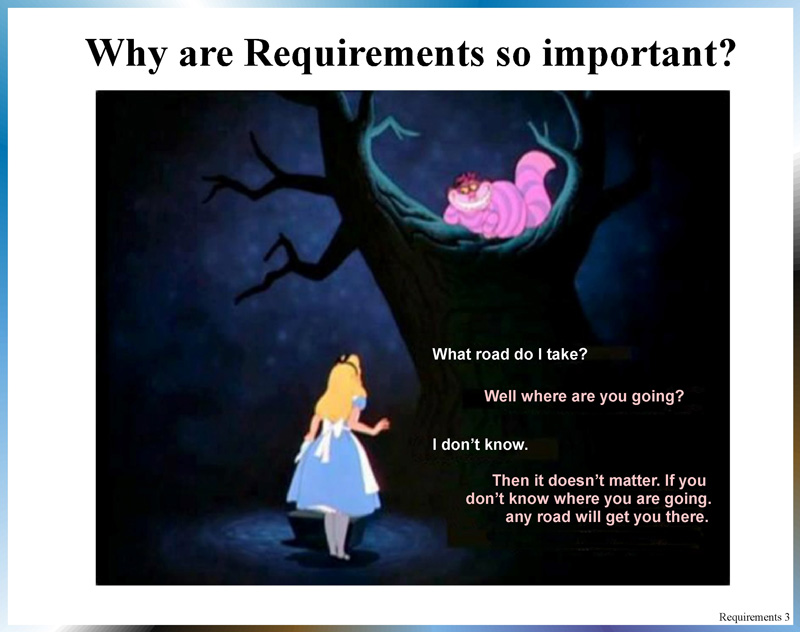 Why are Requirements so important?
What road do I take?
Well where are you going?
I don’t know.
Then it doesn’t matter. If you
don’t know where you are going.
any road will get you there.
Requirements 3